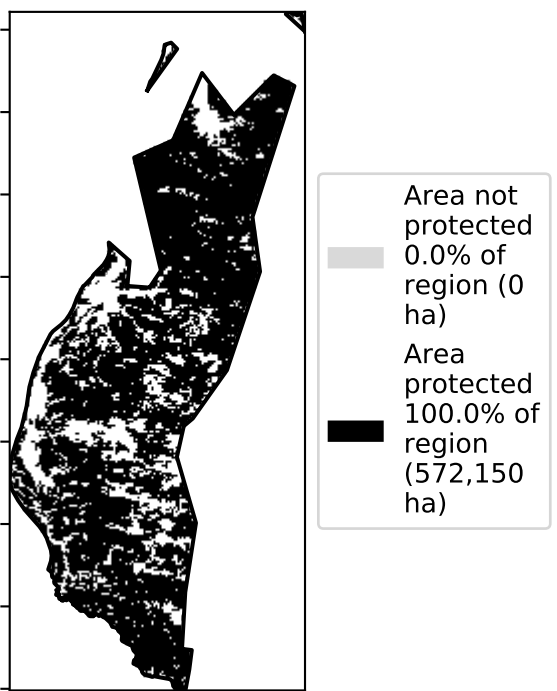 Area not
protected
0.0% of
region (0
ha)
Area
protected
100.0% of
region
(572,150
ha)